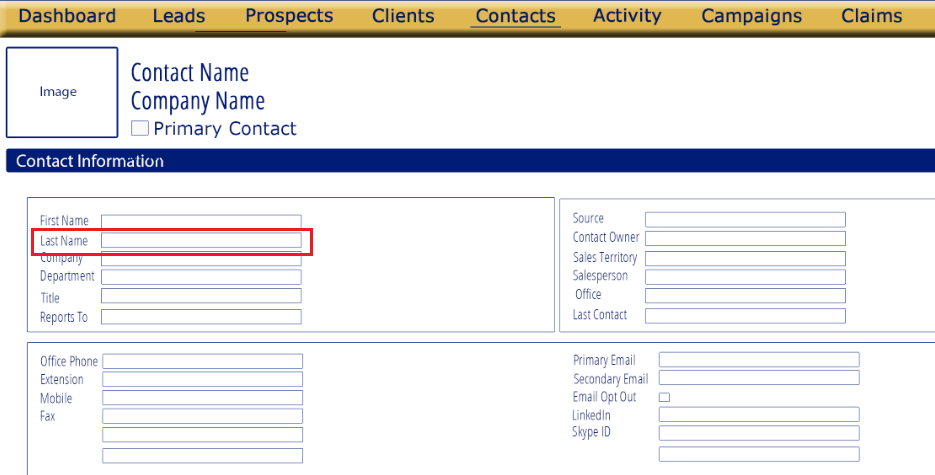 Dashboard Leads Prospects Clients Contacts Activity Campaigns Claims
Image
Contact Name
Company Name
Primary Contact
Contact Information
First Name
Last Name
Company
Department
Title
Reports To
Source
Contact Owner
Sales Territory
Salesperson
Office
Last Contact
Office Phone
Extension
Mobile
Fax
Primary Email
Secondary Email
Email Opt Out
LinkedIn
Skype ID